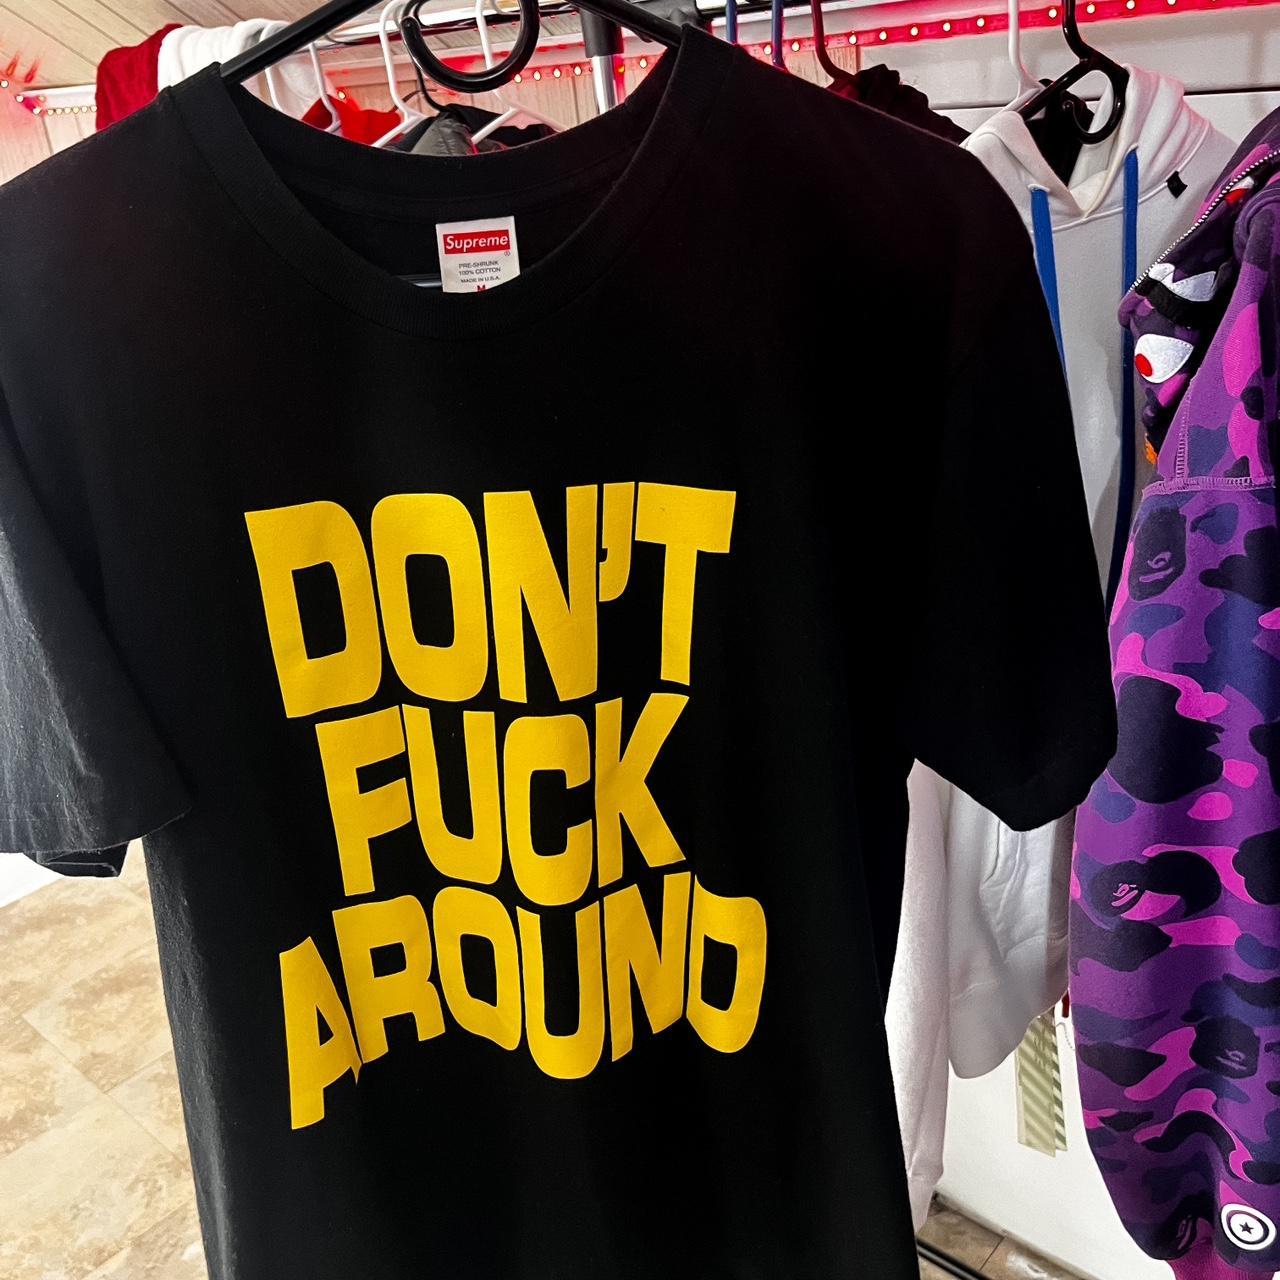 Supreme
®
PRE-SHRUNK
100% COTTON
MADE IN U.S.A.
M
DON'T
FUCK
AROUND